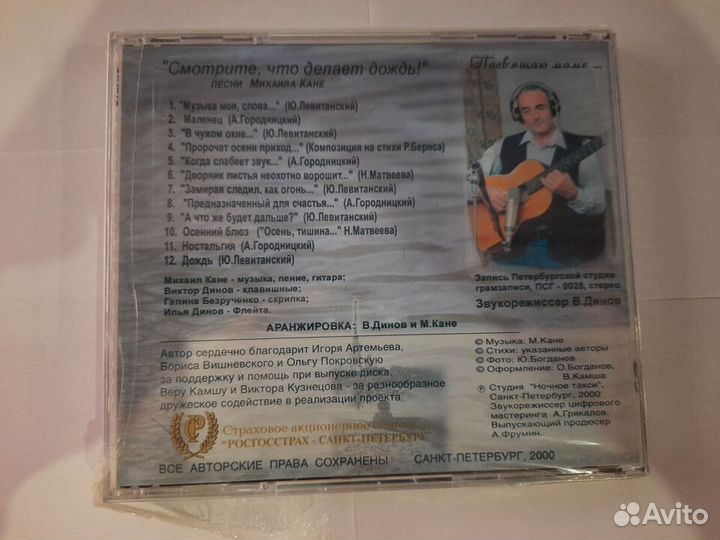 "Смотрите, что делает дождь!"
ПЕСНИ МИХАИЛА КАНЕ
1. "Музыка моя, слова..." (Ю.Левитанский)
2. Маленец (А.Городницкий)
3. "В чужом окне..." (Ю.Левитанский)
4. "Пророчат осени приход..." (Композиция на стихи Р.Бернса)
5. "Когда слабеет звук..." (А.Городницкий)
6. "Дворник листья неохотно ворошит..." (Н.Матвеева)
7. "Замирая следил, как огонь..." (Ю.Левитанский)
8. "Предназначенный для счастья..." (А.Городницкий)
9. "А что же будет дальше?" (Ю.Левитанский)
10. Осенний блюз ("Осень, тишина..." Н.Матвеева)
11. Ностальгия (А.Городницкий)
12. Дождь (Ю.Левитанский)
Михаил Кане - музыка, пение, гитара;
Виктор Динов - клавишные;
Галина Безрученко - скрипка;
Илья Динов - Флейта.
АРАНЖИРОВКА: В.Динов и М.Кане
Автор сердечно благодарит Игоря Артемьева,
Бориса Вишневского и Ольгу Покровскую
за поддержку и помощь при выпуске диска,
Веру Камшу и Виктора Кузнецова - за разнообразное
дружеское содействие в реализации проекта.
Страховое акционерное общество
"РОСГОССТРАХ - САНКТ-ПЕТЕРБУРГ"
ВСЕ АВТОРСКИЕ ПРАВА СОХРАНЕНЫ САНКТ-ПЕТЕРБУРГ, 2000
Посвящаю маме ...
Запись Петербургской студии
грамзаписи, ПСГ - 0028, стерео.
Звукорежиссер В.Динов
© Музыка: М.Кане
© Стихи: указанные авторы
© Фото: Ю.Богданов
© Оформление: О.Богданов,
В.Камша
℗ Студия "Ночное такси".
Санкт-Петербург, 2000
Звукорежиссер цифрового
мастеринга А.Грякалов.
Выпускающий продюсер
А.Фрумин.
Avito